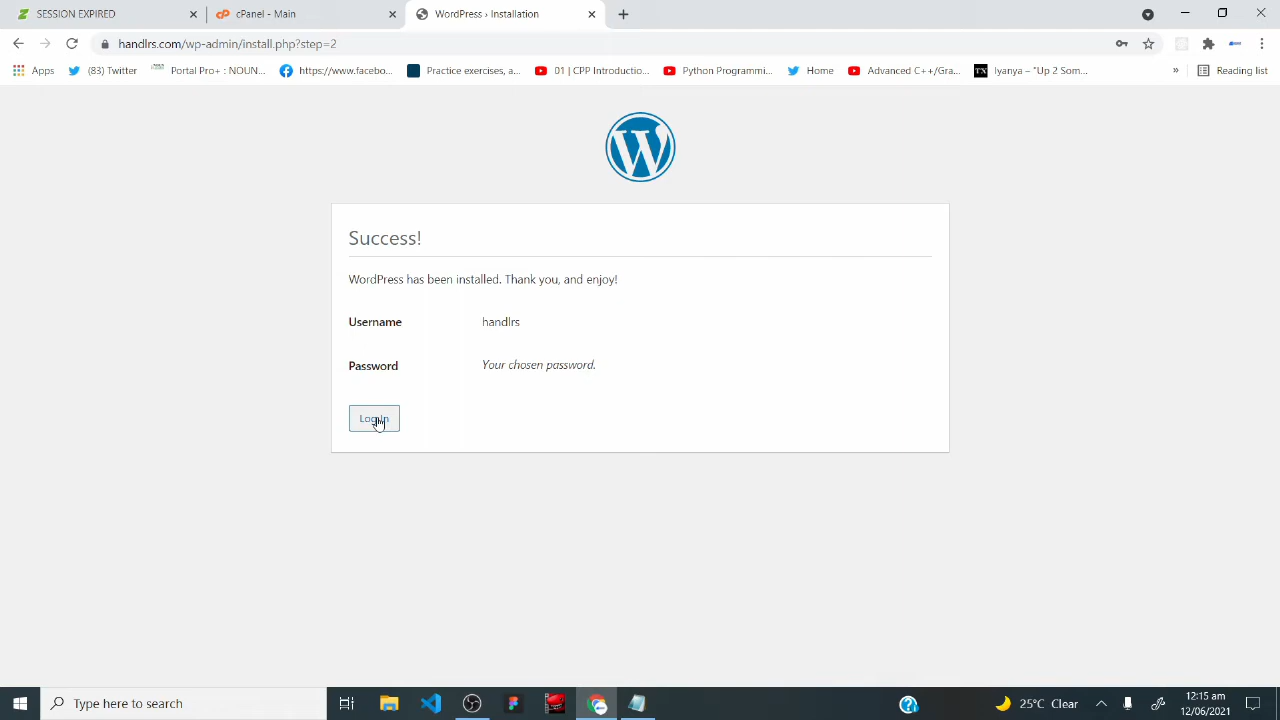 SESSION EXPIRED
cPanel - Main
WordPress › Installation
handlrs.com/wp-admin/install.php?step=2
Apps
(83) Twitter
Portal Pro+ : NOUN...
https://www.facebo...
Practice exercises, a...
01 | CPP Introductio...
Python Programmi...
Home
Advanced C++/Gra...
Iyanya – "Up 2 Som...
»
Reading list
Success!
WordPress has been installed. Thank you, and enjoy!
Username
handlrs
Password
Your chosen password.
Log In
Type here to search
25°C Clear
12:15 am
12/06/2021